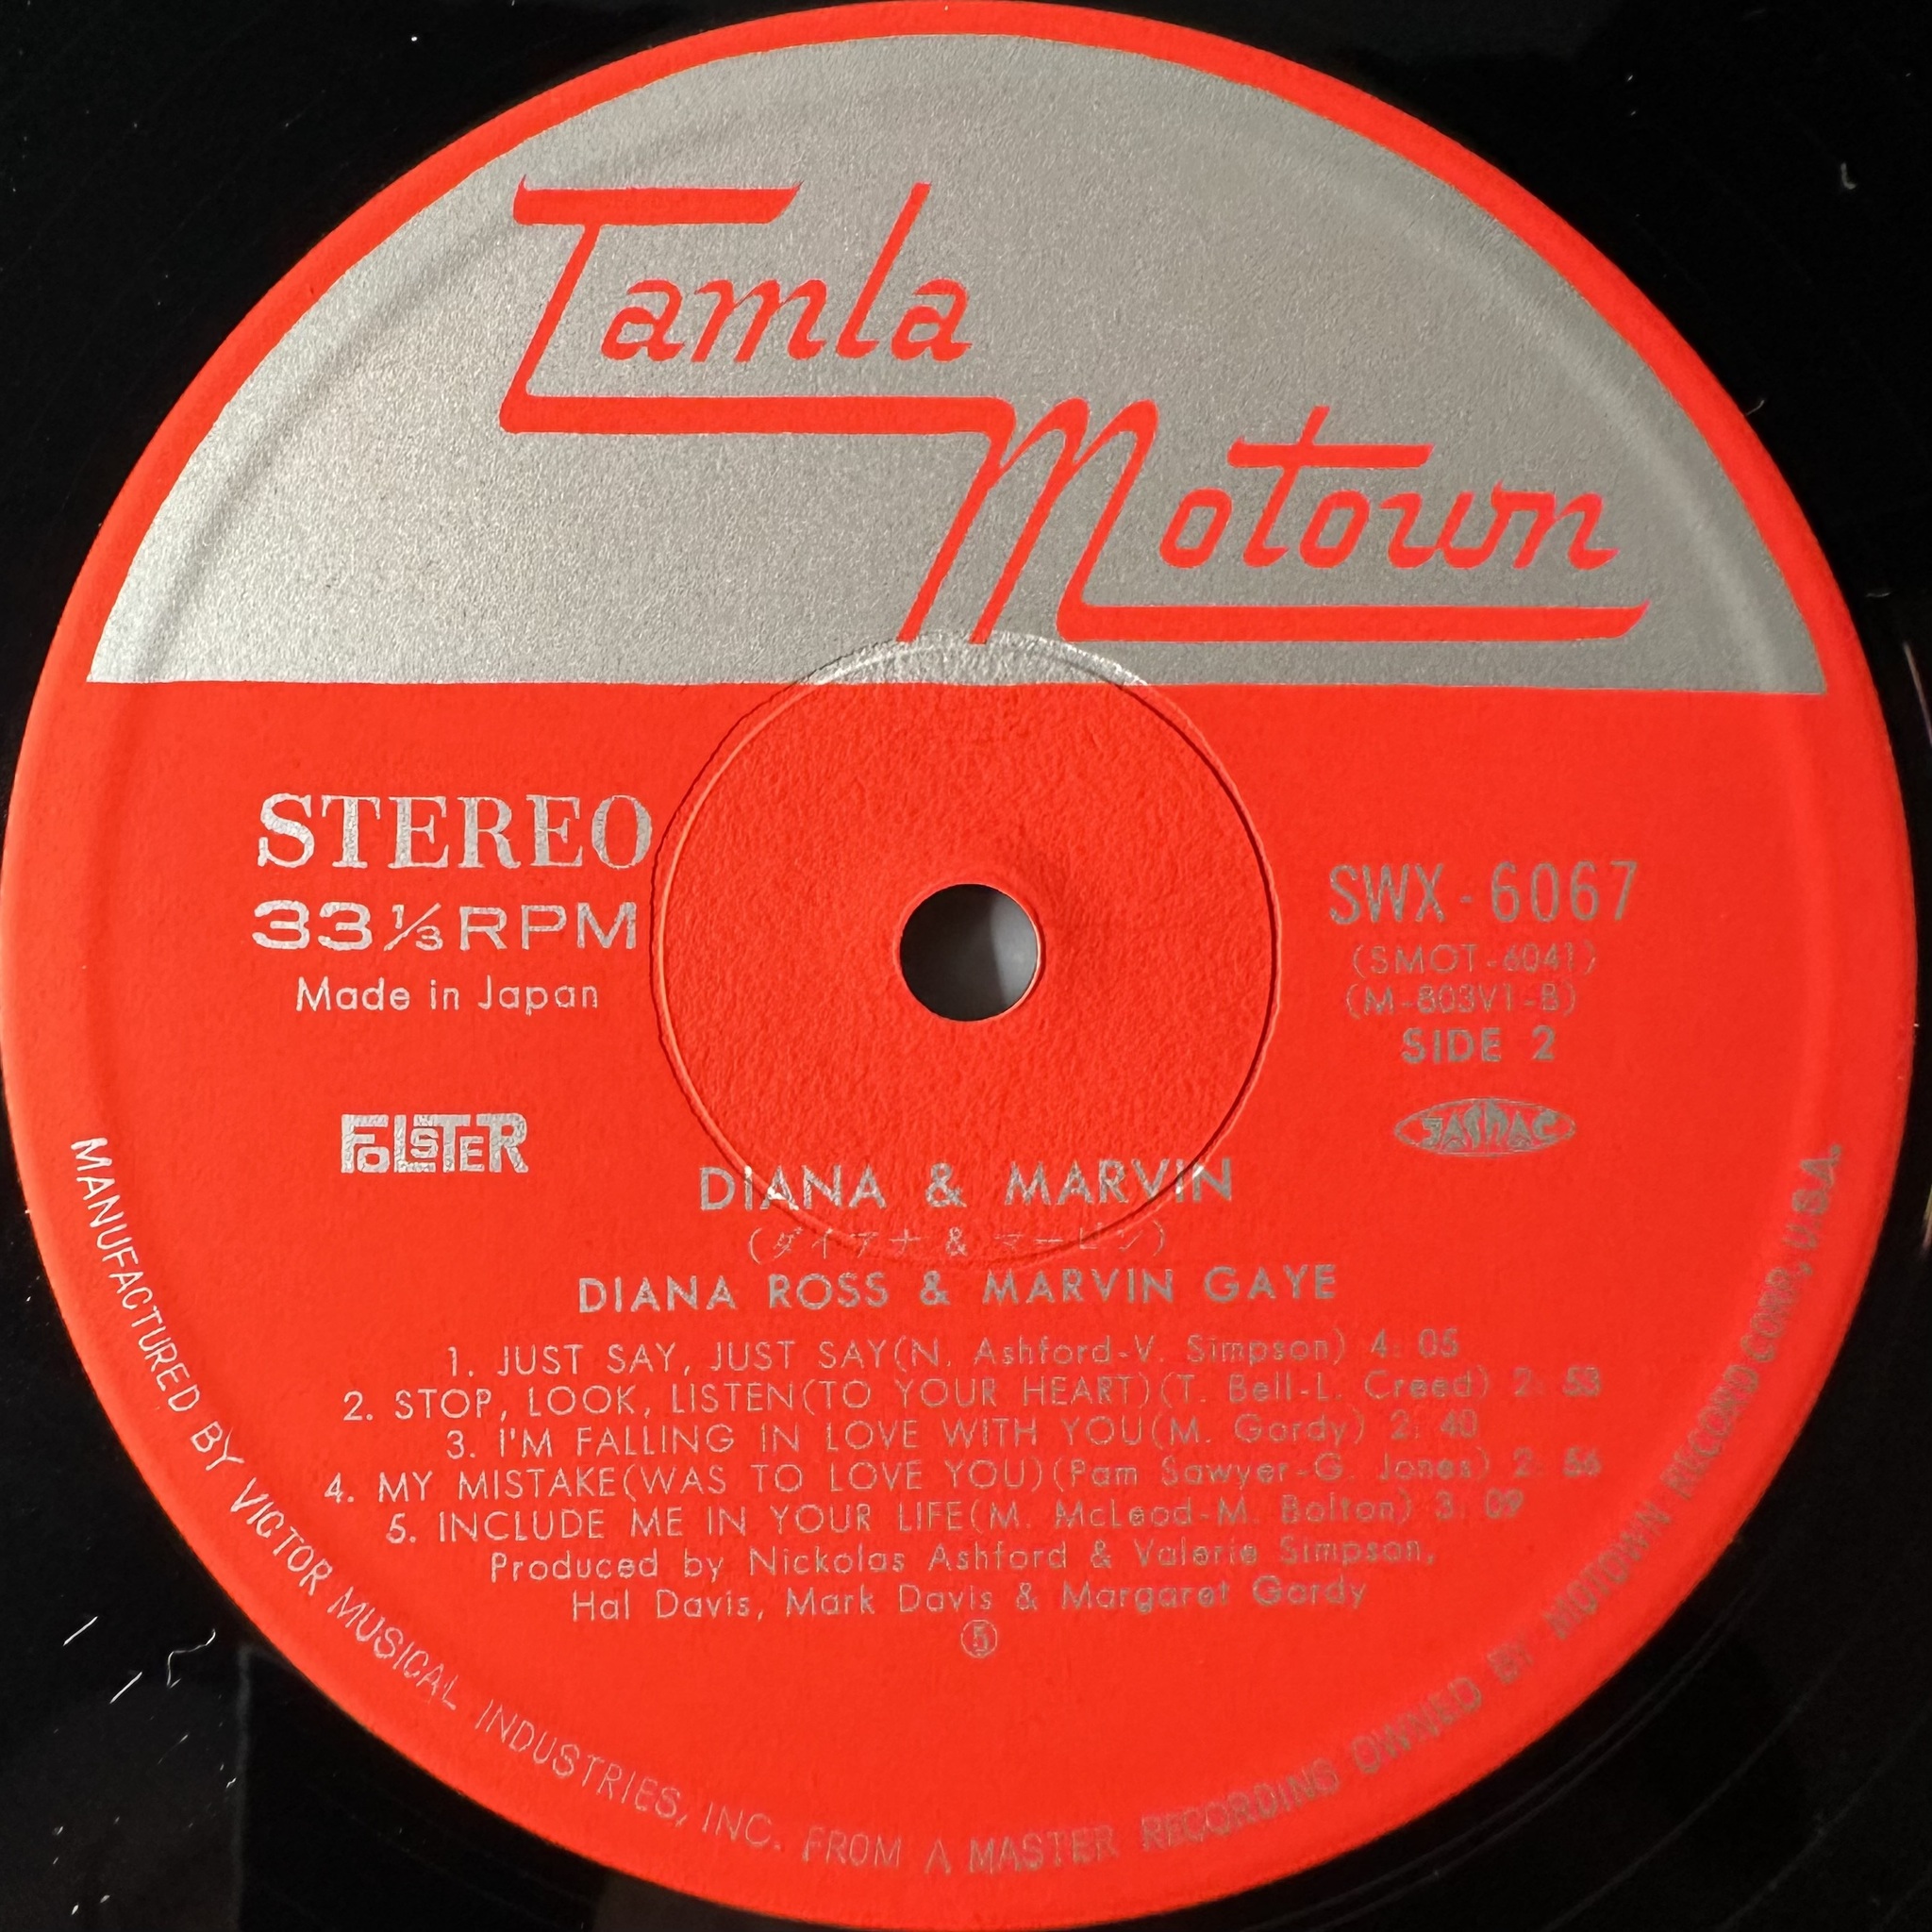 Tamla
Motown
STEREO
33⅓RPM
Made in Japan
FOLSTER
SWX-6067
(SMOT-6041)
(M-803V1-B)
SIDE 2
JASRAC
DIANA & MARVIN
(ダイアナ & マービン)
DIANA ROSS & MARVIN GAYE
1. JUST SAY, JUST SAY(N. Ashford-V. Simpson) 4:05
2. STOP, LOOK, LISTEN(TO YOUR HEART)(T. Bell-L. Creed) 2:53
3. I'M FALLING IN LOVE WITH YOU(M. Gordy) 2:40
4. MY MISTAKE(WAS TO LOVE YOU)(Pam Sawyer-G. Jones) 2:56
5. INCLUDE ME IN YOUR LIFE(M. McLeod-M. Bolton) 3:09
Produced by Nickolas Ashford & Valerie Simpson,
Hal Davis, Mark Davis & Margaret Gordy
⑤
MANUFACTURED BY VICTOR MUSICAL INDUSTRIES, INC. FROM A MASTER RECORDING OWNED BY MOTOWN RECORD CORP., U.S.A.